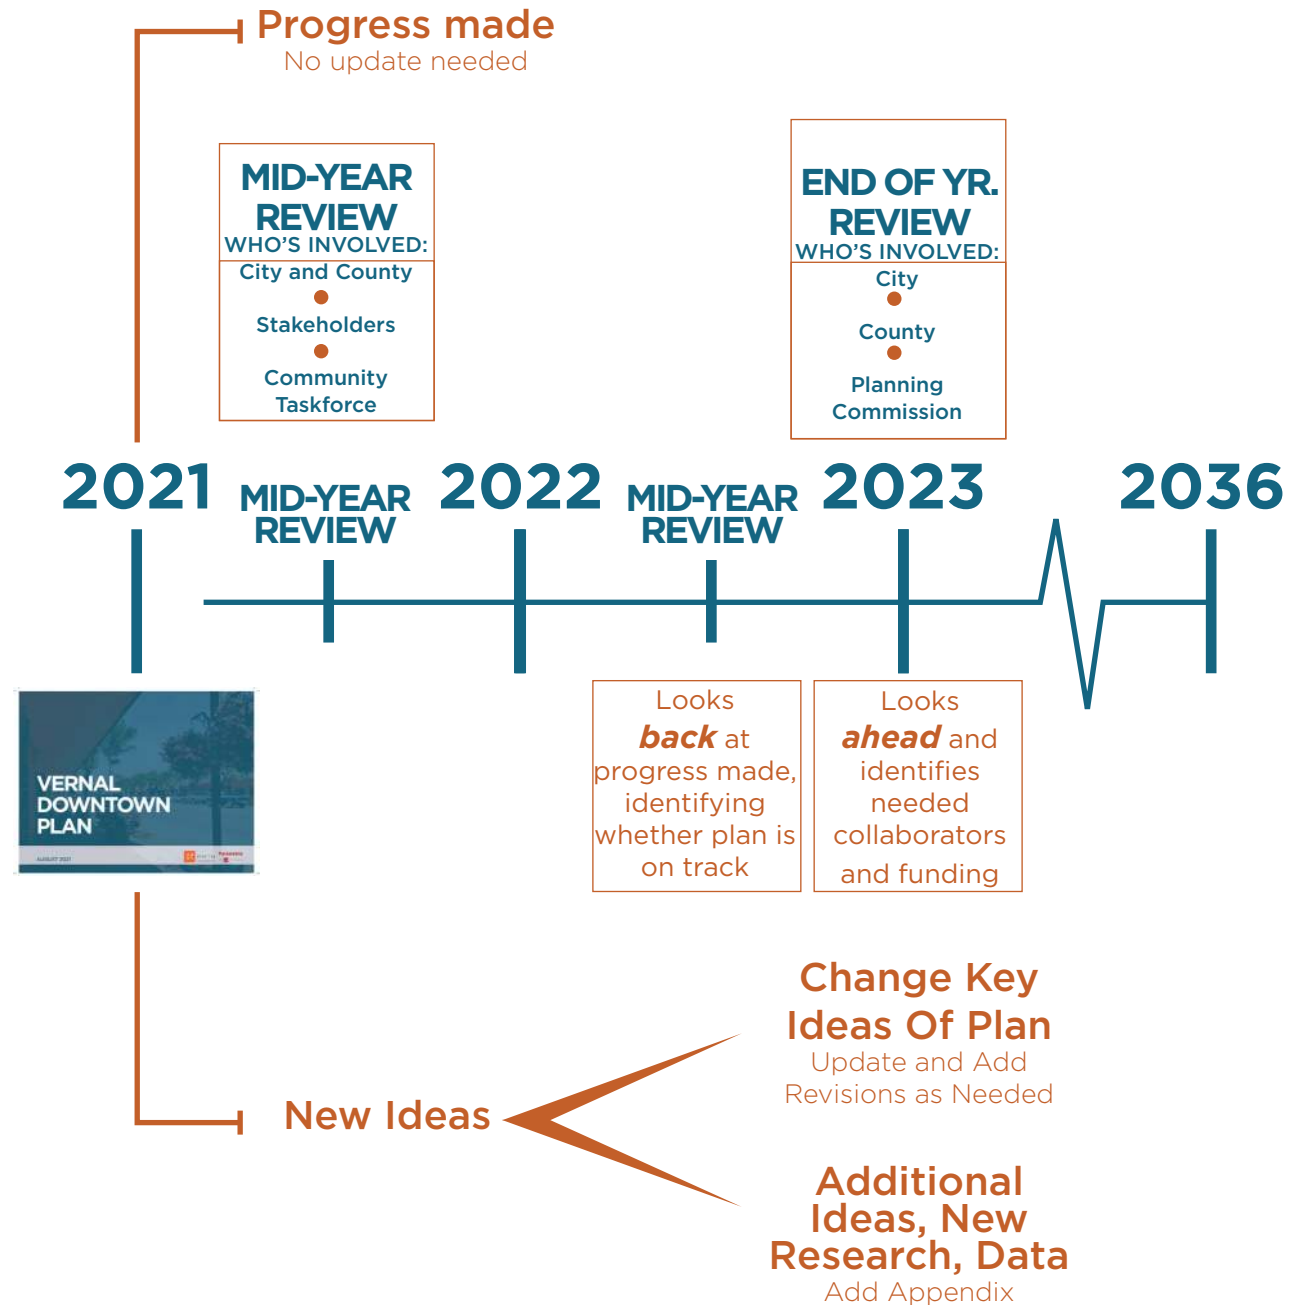 Progress made
No update needed
MID-YEAR
REVIEW
WHO'S INVOLVED:
City and County
Stakeholders
Community
Taskforce
END OF YR.
REVIEW
WHO'S INVOLVED:
City
County
Planning
Commission
2021
MID-YEAR
REVIEW
2022
MID-YEAR
REVIEW
2023
2036
VERNAL
DOWNTOWN
PLAN
AUGUST 2021
Looks
back at
progress made,
identifying
whether plan is
on track
Looks
ahead and
identifies
needed
collaborators
and funding
New Ideas
Change Key
Ideas Of Plan
Update and Add
Revisions as Needed
Additional
Ideas, New
Research, Data
Add Appendix